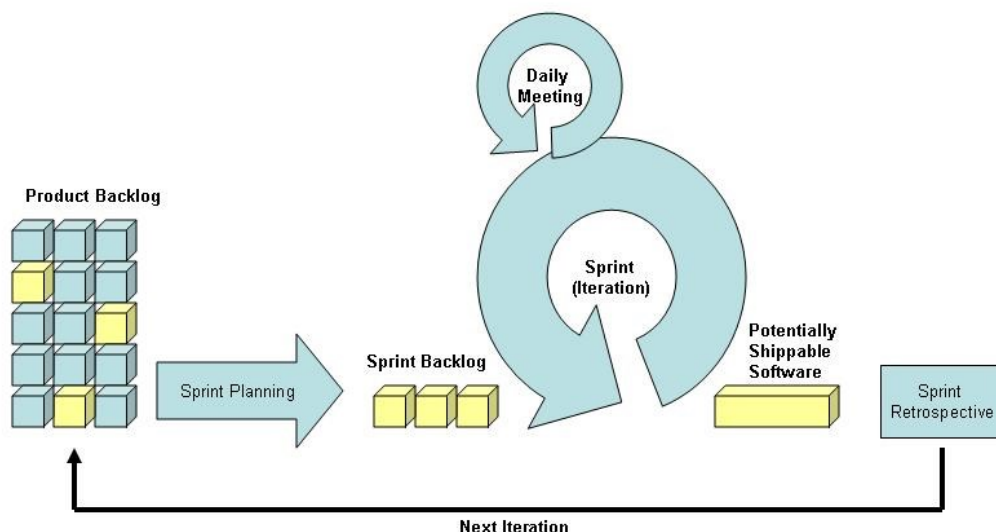 Daily
Meeting
Product Backlog
Sprint
(Iteration)
Potentially
Shippable
Software
Sprint Backlog
Sprint Planning
Sprint
Retrospective
Next Iteration